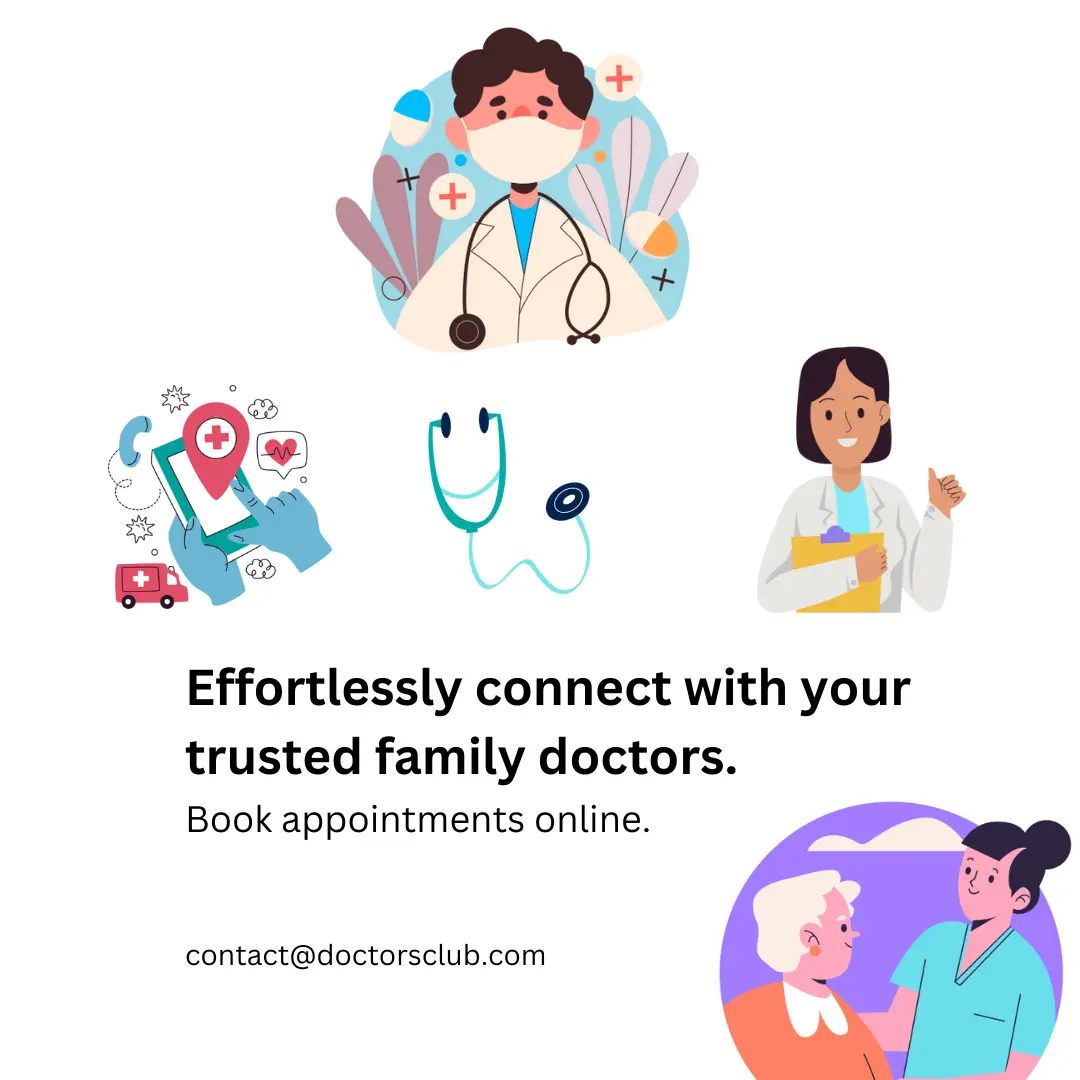 Effortlessly connect with your
trusted family doctors.
Book appointments online.
contact@doctorsclub.com